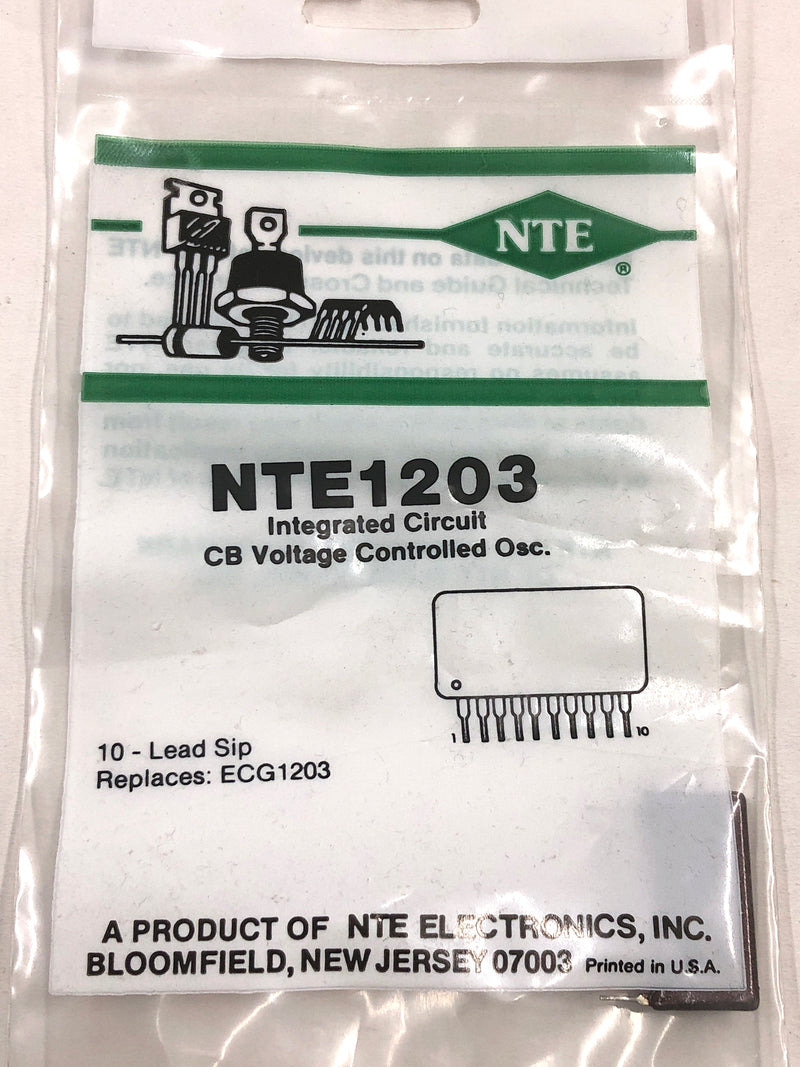 NTE
®
NTE1203
Integrated Circuit
CB Voltage Controlled Osc.
1 10
10 - Lead Sip
Replaces: ECG1203
A PRODUCT OF NTE ELECTRONICS, INC.
BLOOMFIELD, NEW JERSEY 07003 Printed in U.S.A.